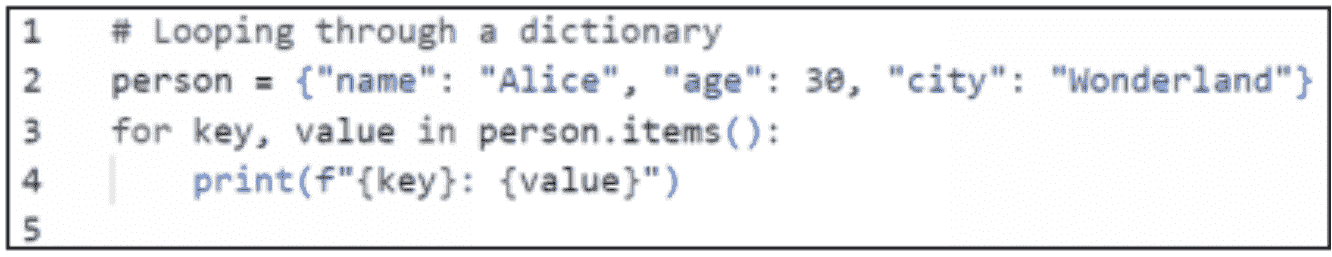 1 # Looping through a dictionary
2 person = {"name": "Alice", "age": 30, "city": "Wonderland"}
3 for key, value in person.items():
4     print(f"{key}: {value}")
5